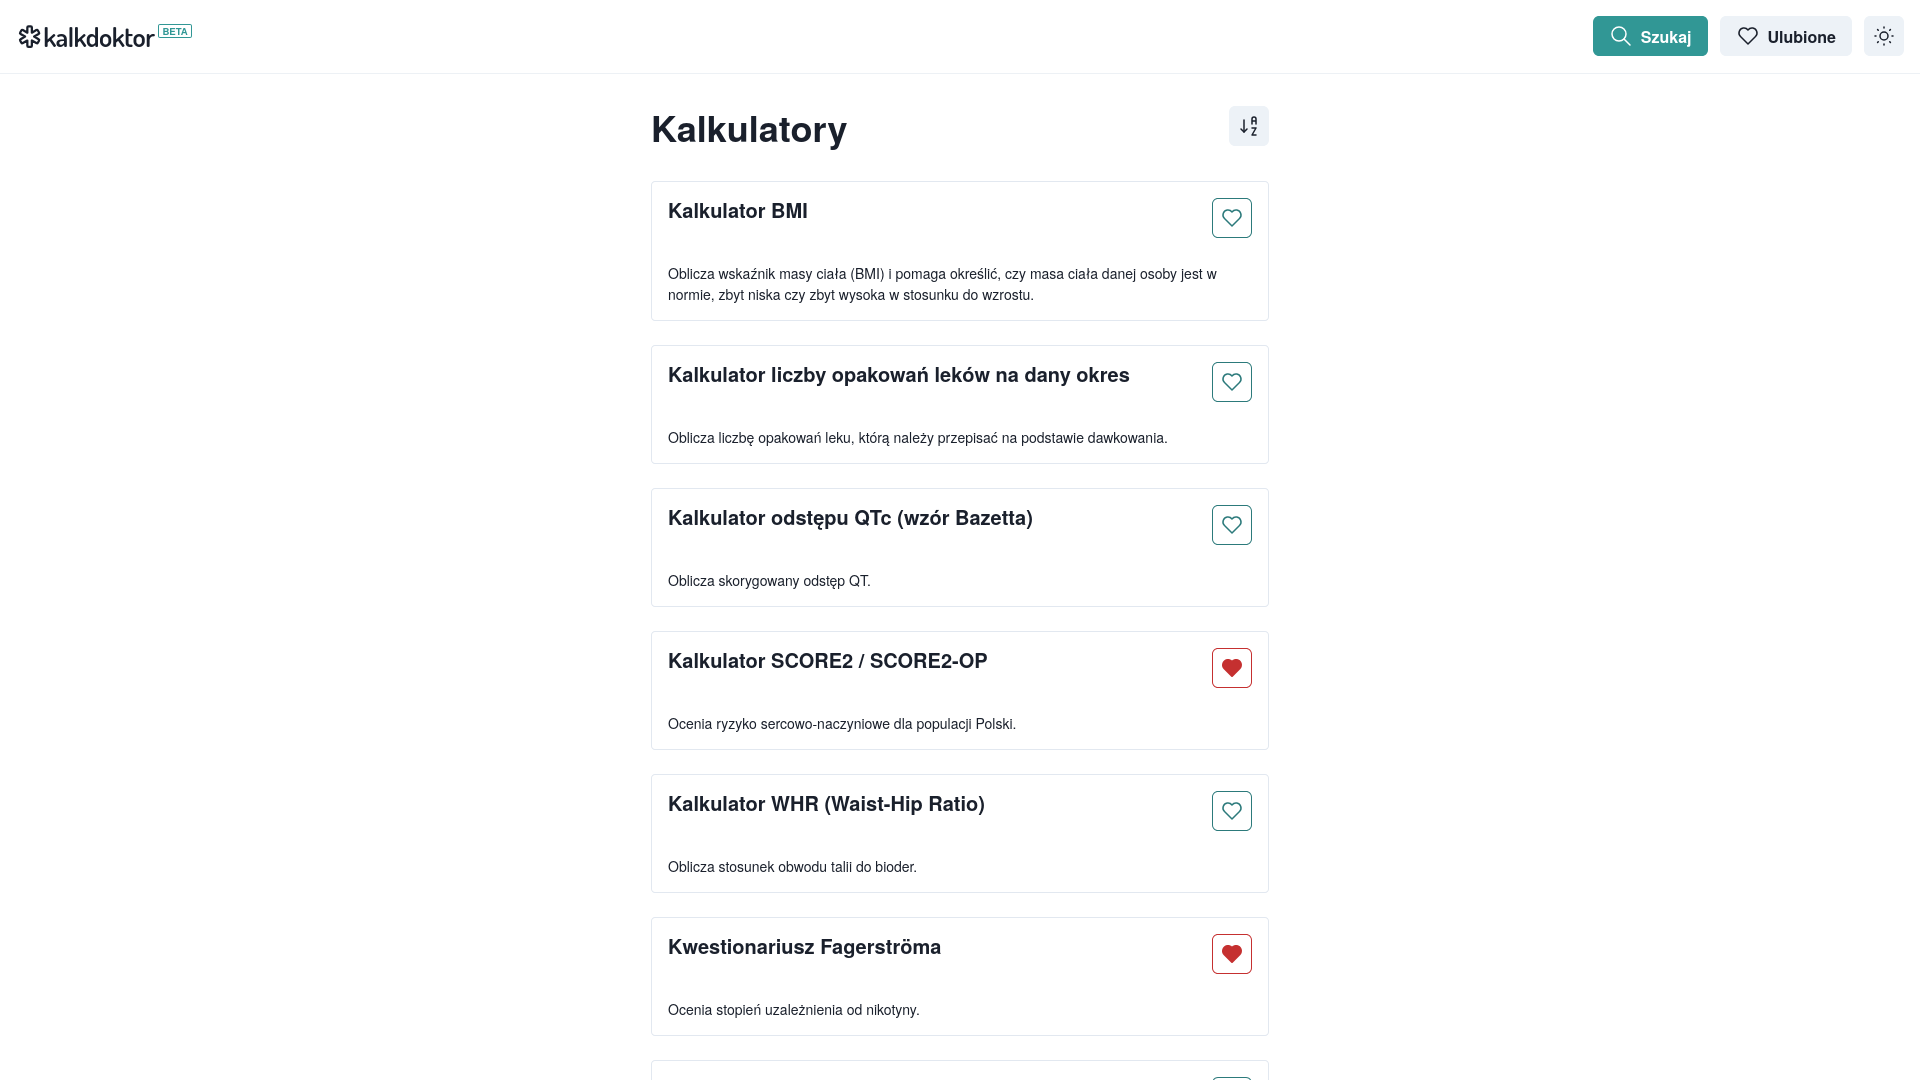 kalkdoktor BETA
Szukaj
Ulubione
Kalkulatory
A
Z
Kalkulator BMI
Oblicza wskaźnik masy ciała (BMI) i pomaga określić, czy masa ciała danej osoby jest w
normie, zbyt niska czy zbyt wysoka w stosunku do wzrostu.
Kalkulator liczby opakowań leków na dany okres
Oblicza liczbę opakowań leku, którą należy przepisać na podstawie dawkowania.
Kalkulator odstępu QTc (wzór Bazetta)
Oblicza skorygowany odstęp QT.
Kalkulator SCORE2 / SCORE2-OP
Ocenia ryzyko sercowo-naczyniowe dla populacji Polski.
Kalkulator WHR (Waist-Hip Ratio)
Oblicza stosunek obwodu talii do bioder.
Kwestionariusz Fagerströma
Ocenia stopień uzależnienia od nikotyny.